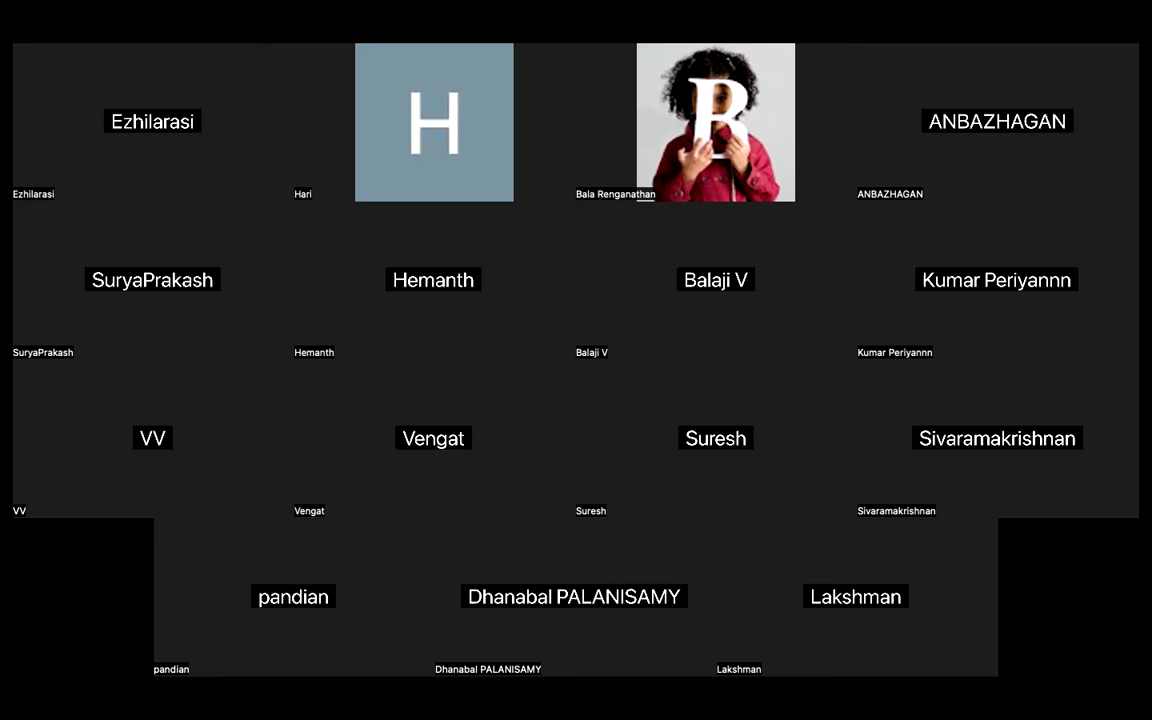 Ezhilarasi
H
B
ANBAZHAGAN
Ezhilarasi
Hari
Bala Renganathan
ANBAZHAGAN
SuryaPrakash
Hemanth
Balaji V
Kumar Periyannn
SuryaPrakash
Hemanth
Balaji V
Kumar Periyannn
VV
Vengat
Suresh
Sivaramakrishnan
VV
Vengat
Suresh
Sivaramakrishnan
pandian
Dhanabal PALANISAMY
Lakshman
pandian
Dhanabal PALANISAMY
Lakshman